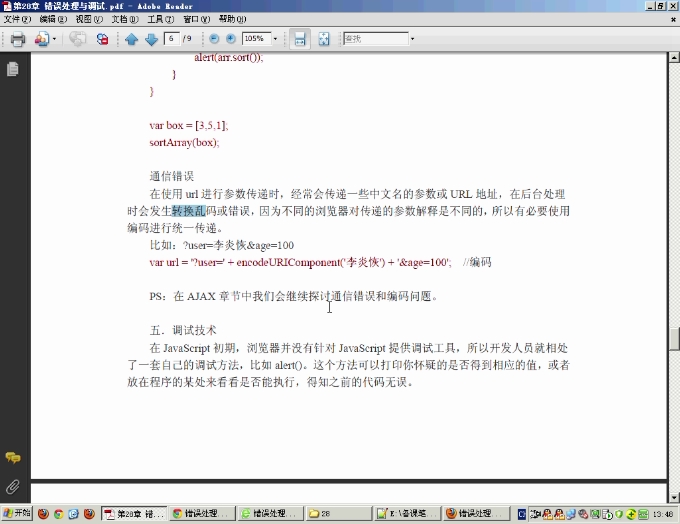 第28章 错误处理与调试.pdf - Adobe Reader
文件(F) 编辑(E) 视图(V) 文档(D) 工具(T) 窗口(W) 帮助(H)
6 / 9 105% 查找
alert(arr.sort());
}
}
var box = [3,5,1];
sortArray(box);
通信错误
在使用 url 进行参数传递时，经常会传递一些中文名的参数或 URL 地址，在后台处理
时会发生转换乱码或错误，因为不同的浏览器对传递的参数解释是不同的，所以有必要使用
编码进行统一传递。
比如：?user=李炎恢&age=100
var url = '?user=' + encodeURIComponent('李炎恢') + '&age=100'; //编码
PS：在 AJAX 章节中我们会继续探讨通信错误和编码问题。
五．调试技术
在 JavaScript 初期，浏览器并没有针对 JavaScript 提供调试工具，所以开发人员就相处
了一套自己的调试方法，比如 alert()。这个方法可以打印你怀疑的是否得到相应的值，或者
放在程序的某处来看看是否能执行，得知之前的代码无误。
开始 第28章 错... 错误处理... 错误处理... 28 E:\备课笔... 错误处理... 13:48